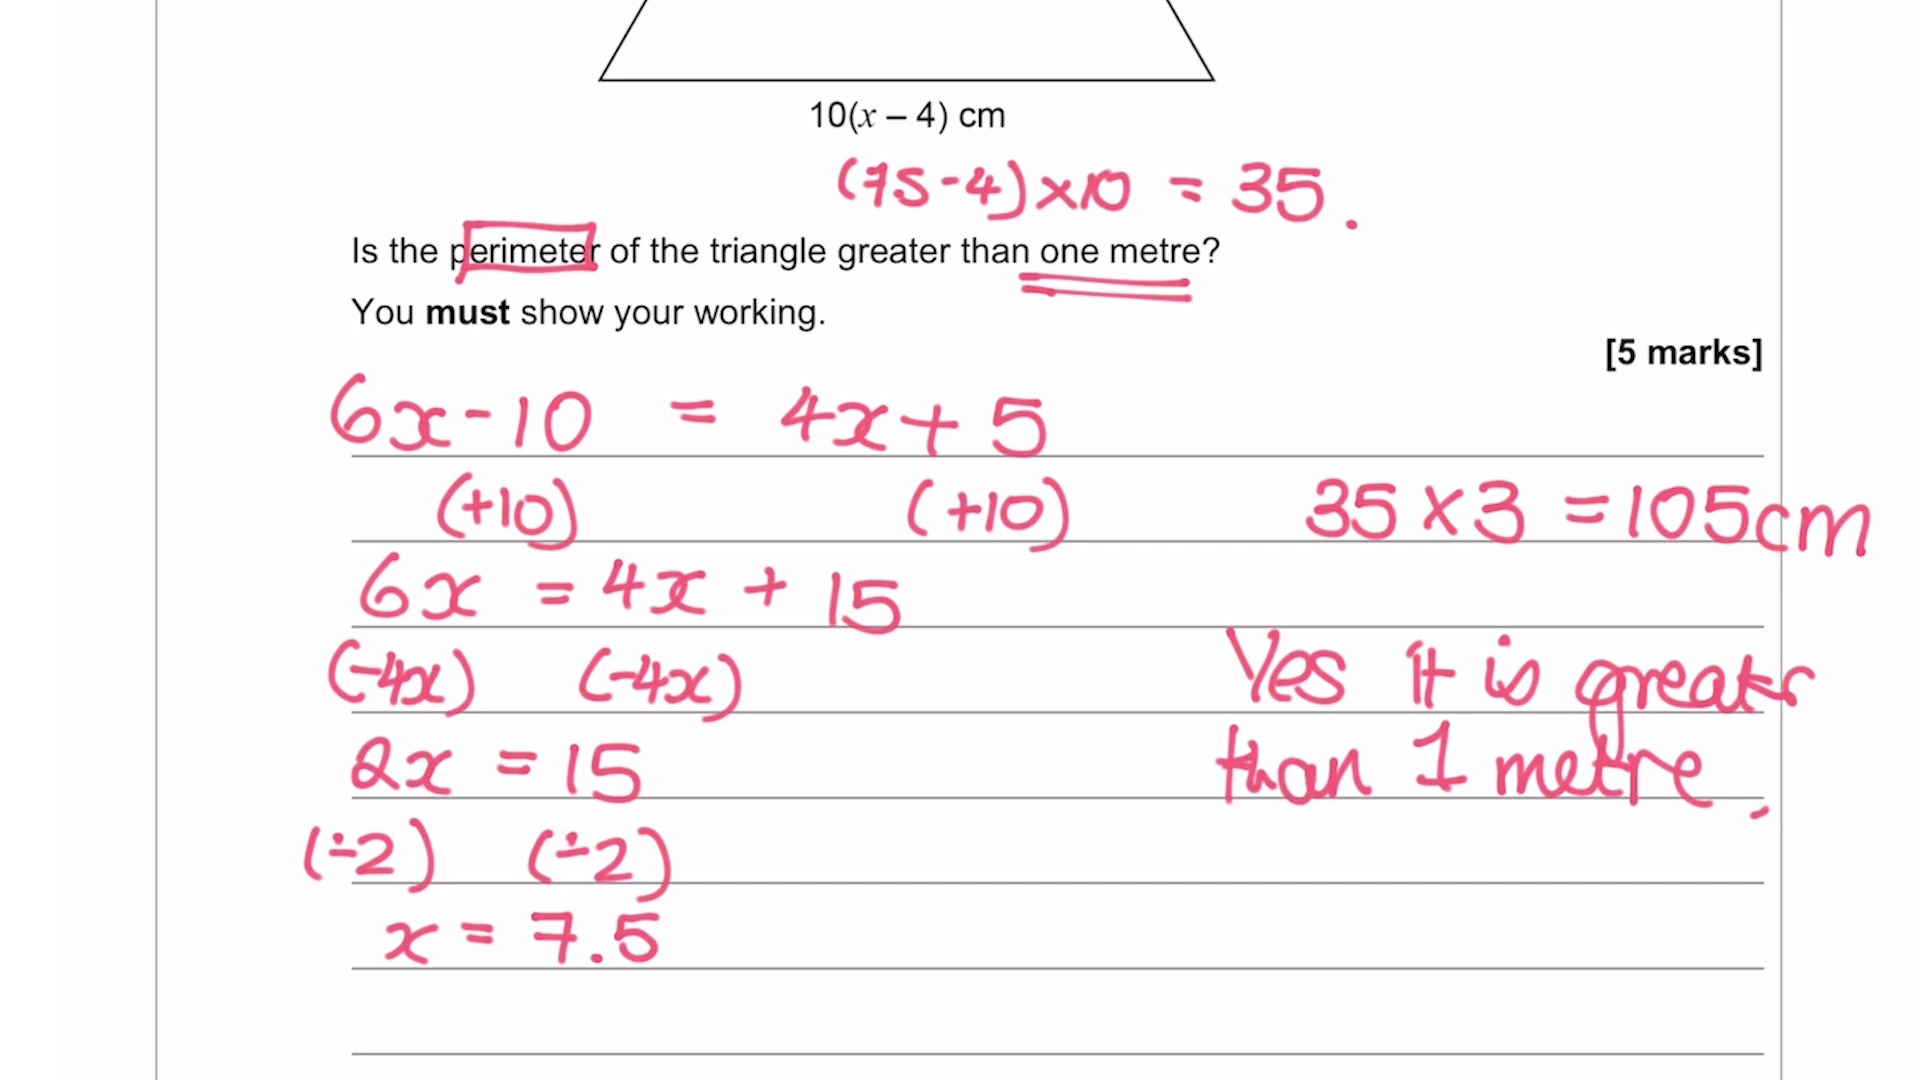 10(x – 4) cm
(75-4)×10 = 35.
Is the perimeter of the triangle greater than one metre?
You must show your working.
[5 marks]
6x-10 = 4x+5
(+10) (+10)
35×3 =105cm
6x = 4x + 15
(-4x) (-4x)
Yes it is greater
than 1 metre.
2x = 15
(÷2) (÷2)
x = 7.5